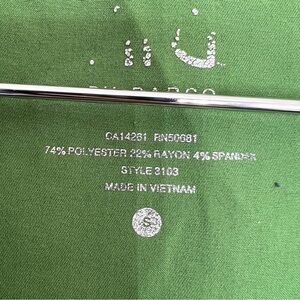 CA14261 RN50681
74% POLYESTER 22% RAYON 4% SPANDEX
STYLE 3103
MADE IN VIETNAM
S